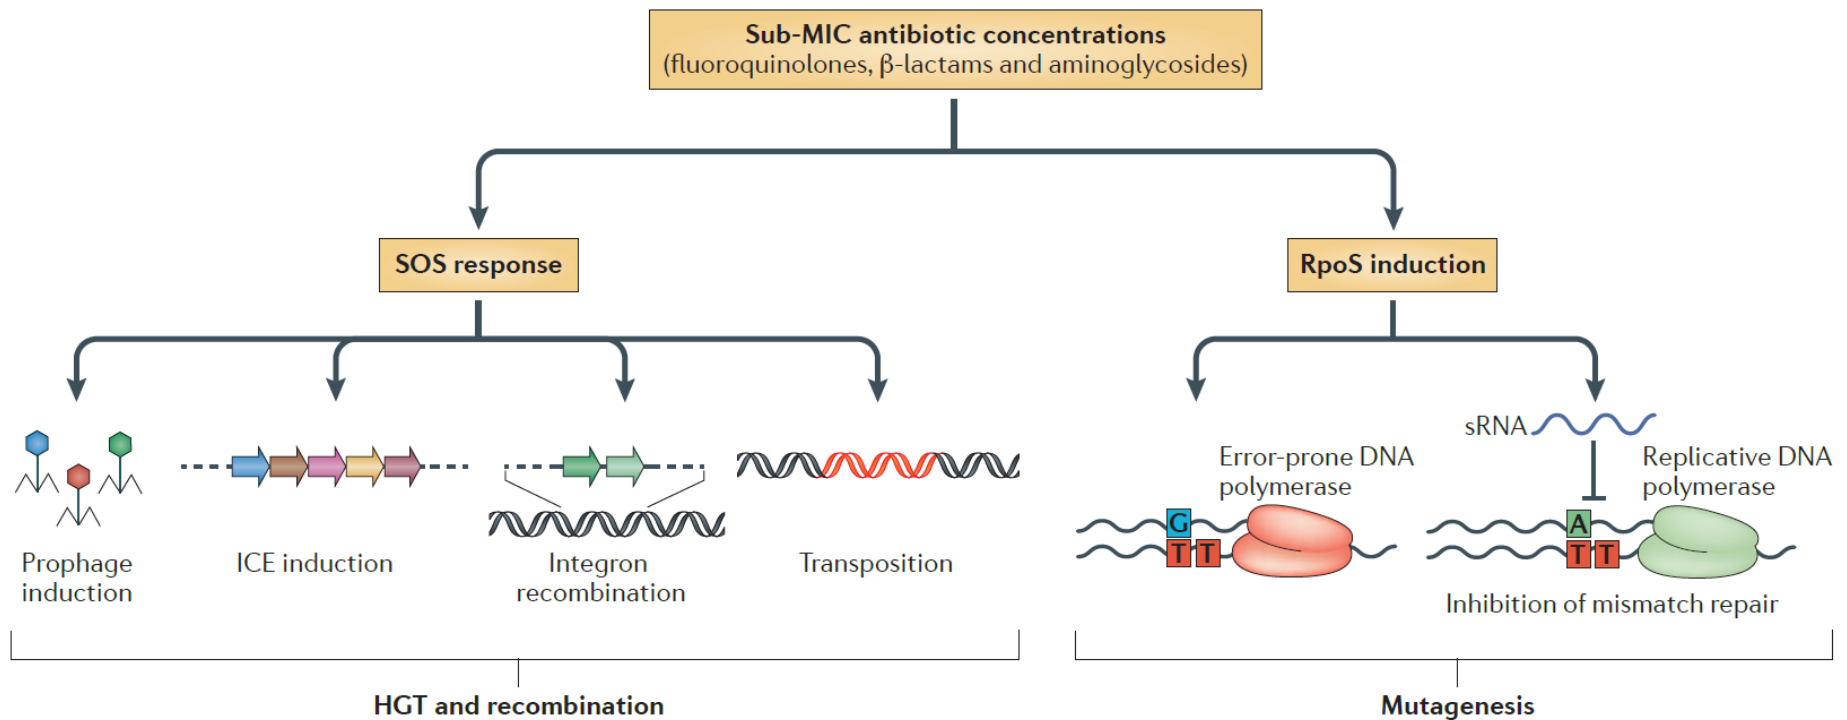 Sub-MIC antibiotic concentrations
(fluoroquinolones, β-lactams and aminoglycosides)
SOS response
RpoS induction
Prophage
induction
ICE induction
Integron
recombination
Transposition
Error-prone DNA
polymerase
G
T T
sRNA
Replicative DNA
polymerase
A
T T
Inhibition of mismatch repair
HGT and recombination
Mutagenesis